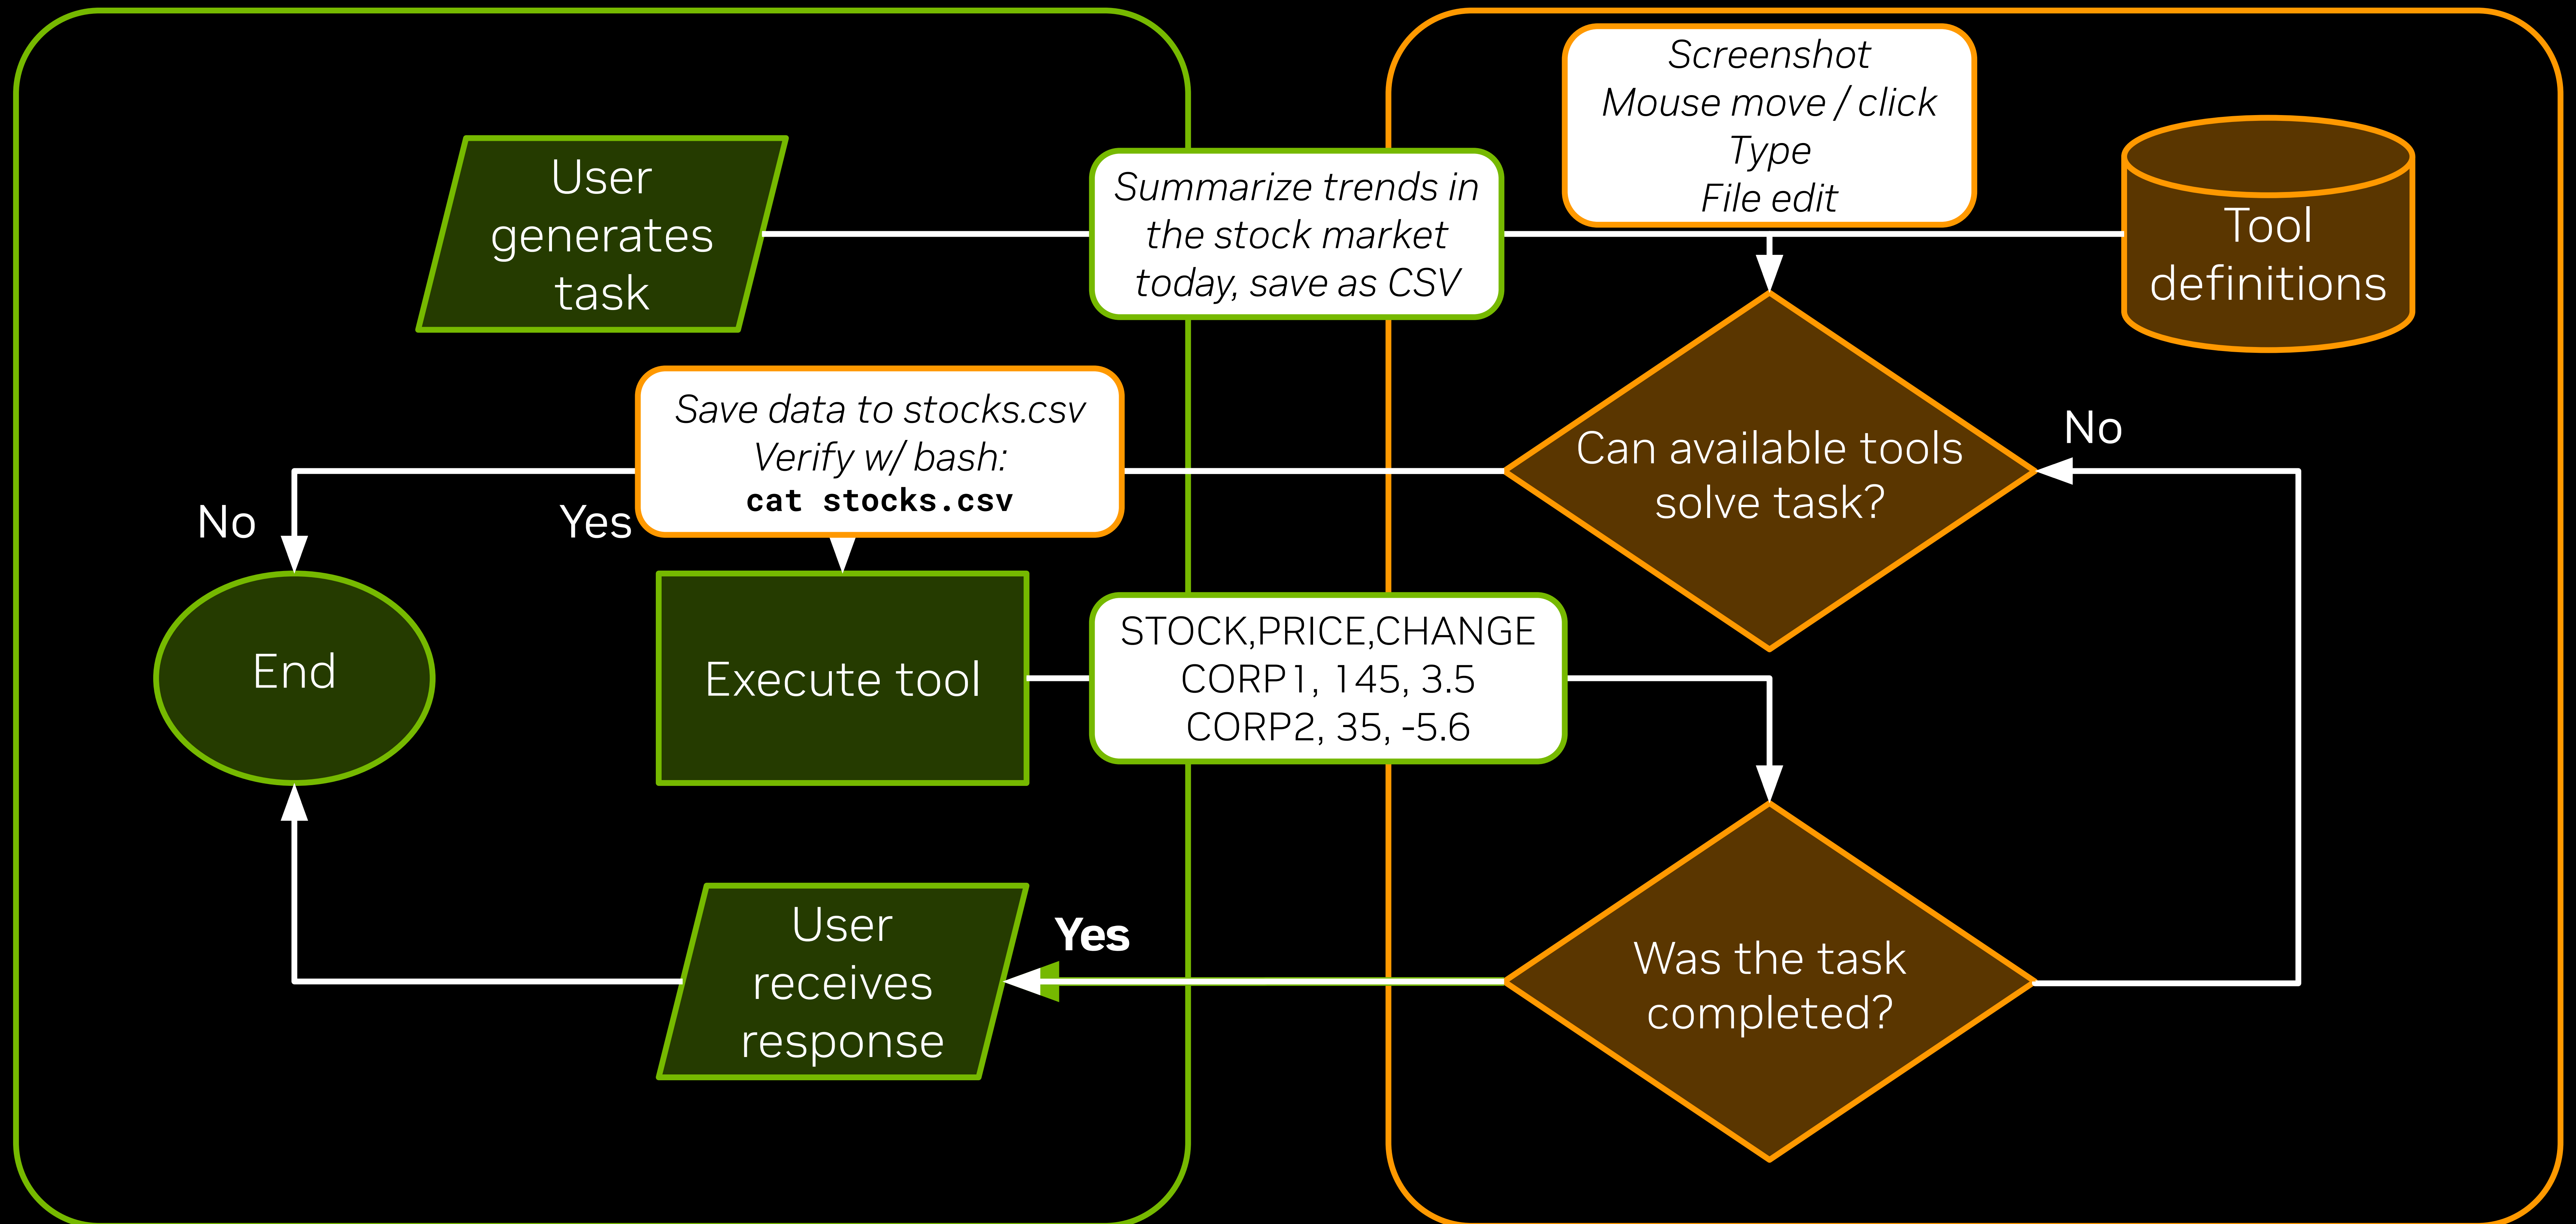 Screenshot
Mouse move / click
Type
File edit
User
generates
task
Summarize trends in
the stock market
today, save as CSV
Tool
definitions
Save data to stocks.csv
Verify w/ bash:
cat stocks.csv
Can available tools
solve task?
No
No
Yes
End
Execute tool
STOCK,PRICE,CHANGE
CORP1, 145, 3.5
CORP2, 35, -5.6
User
receives
response
Yes
Was the task
completed?